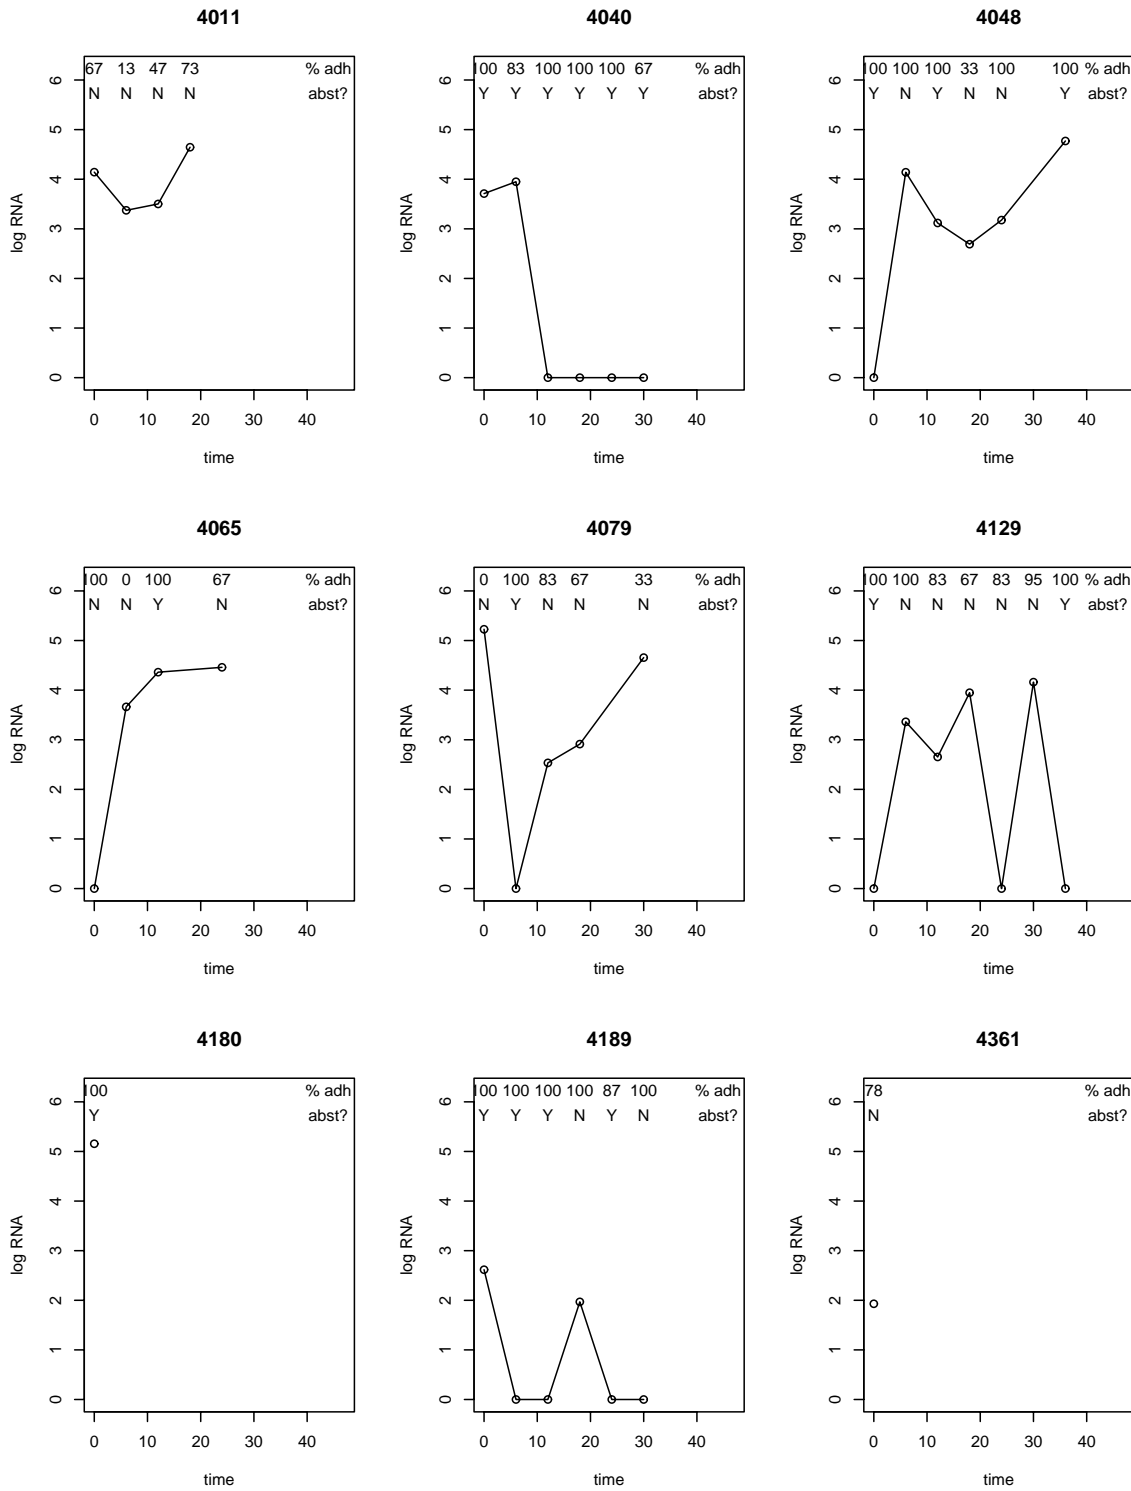 4011
67 13 47 73 % adh
N N N N abst?
6
5
4
3
2
1
0
log RNA
0 10 20 30 40
time
4040
100 83 100 100 100 67 % adh
Y Y Y Y Y Y abst?
6
5
4
3
2
1
0
log RNA
0 10 20 30 40
time
4048
100 100 100 33 100 100 % adh
Y N Y N N Y abst?
6
5
4
3
2
1
0
log RNA
0 10 20 30 40
time
4065
100 0 100 67 % adh
N N Y N abst?
6
5
4
3
2
1
0
log RNA
0 10 20 30 40
time
4079
0 100 83 67 33 % adh
N Y N N N abst?
6
5
4
3
2
1
0
log RNA
0 10 20 30 40
time
4129
100 100 83 67 83 95 100 % adh
Y N N N N N Y abst?
6
5
4
3
2
1
0
log RNA
0 10 20 30 40
time
4180
100 % adh
Y abst?
6
5
4
3
2
1
0
log RNA
0 10 20 30 40
time
4189
100 100 100 100 87 100 % adh
Y Y Y N Y N abst?
6
5
4
3
2
1
0
log RNA
0 10 20 30 40
time
4361
78 % adh
N abst?
6
5
4
3
2
1
0
log RNA
0 10 20 30 40
time